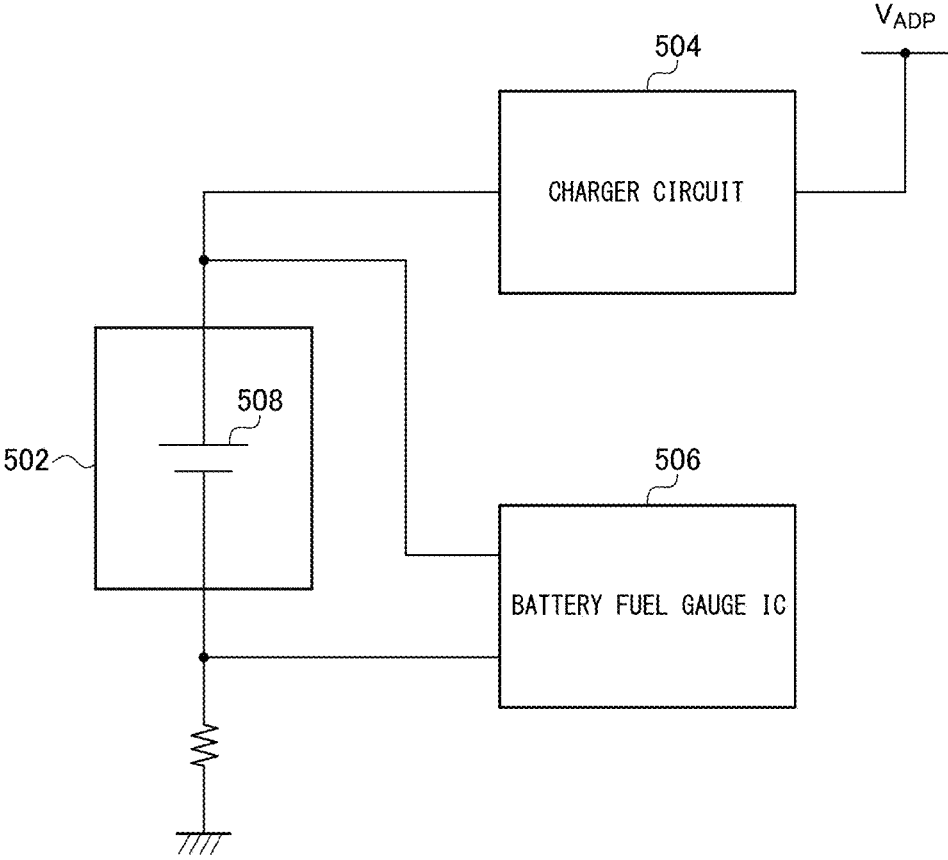 V_ADP
504
CHARGER CIRCUIT
508
502
506
BATTERY FUEL GAUGE IC